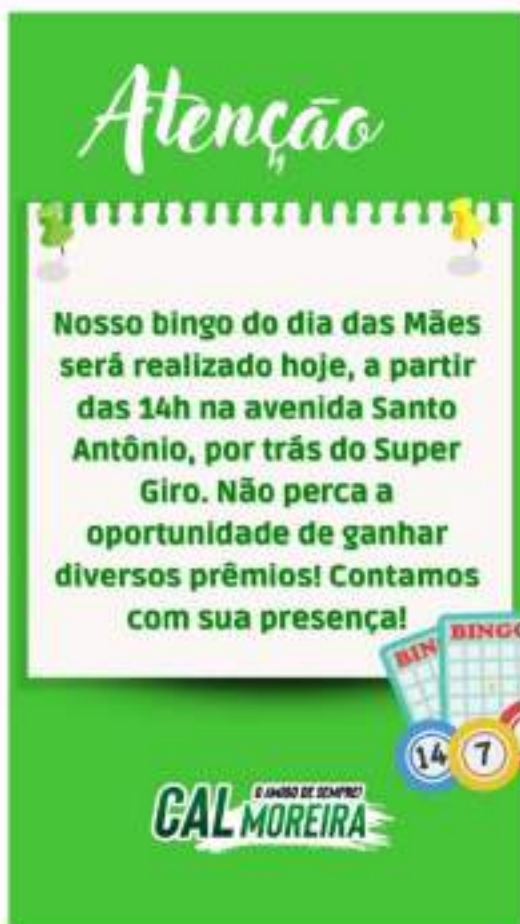 Atenção
Nosso bingo do dia das Mães
será realizado hoje, a partir
das 14h na avenida Santo
Antônio, por trás do Super
Giro. Não perca a
oportunidade de ganhar
diversos prêmios! Contamos
com sua presença!
BIN
BINGO
14 7
O AMIGO DE SEMPRE!
CAL MOREIRA